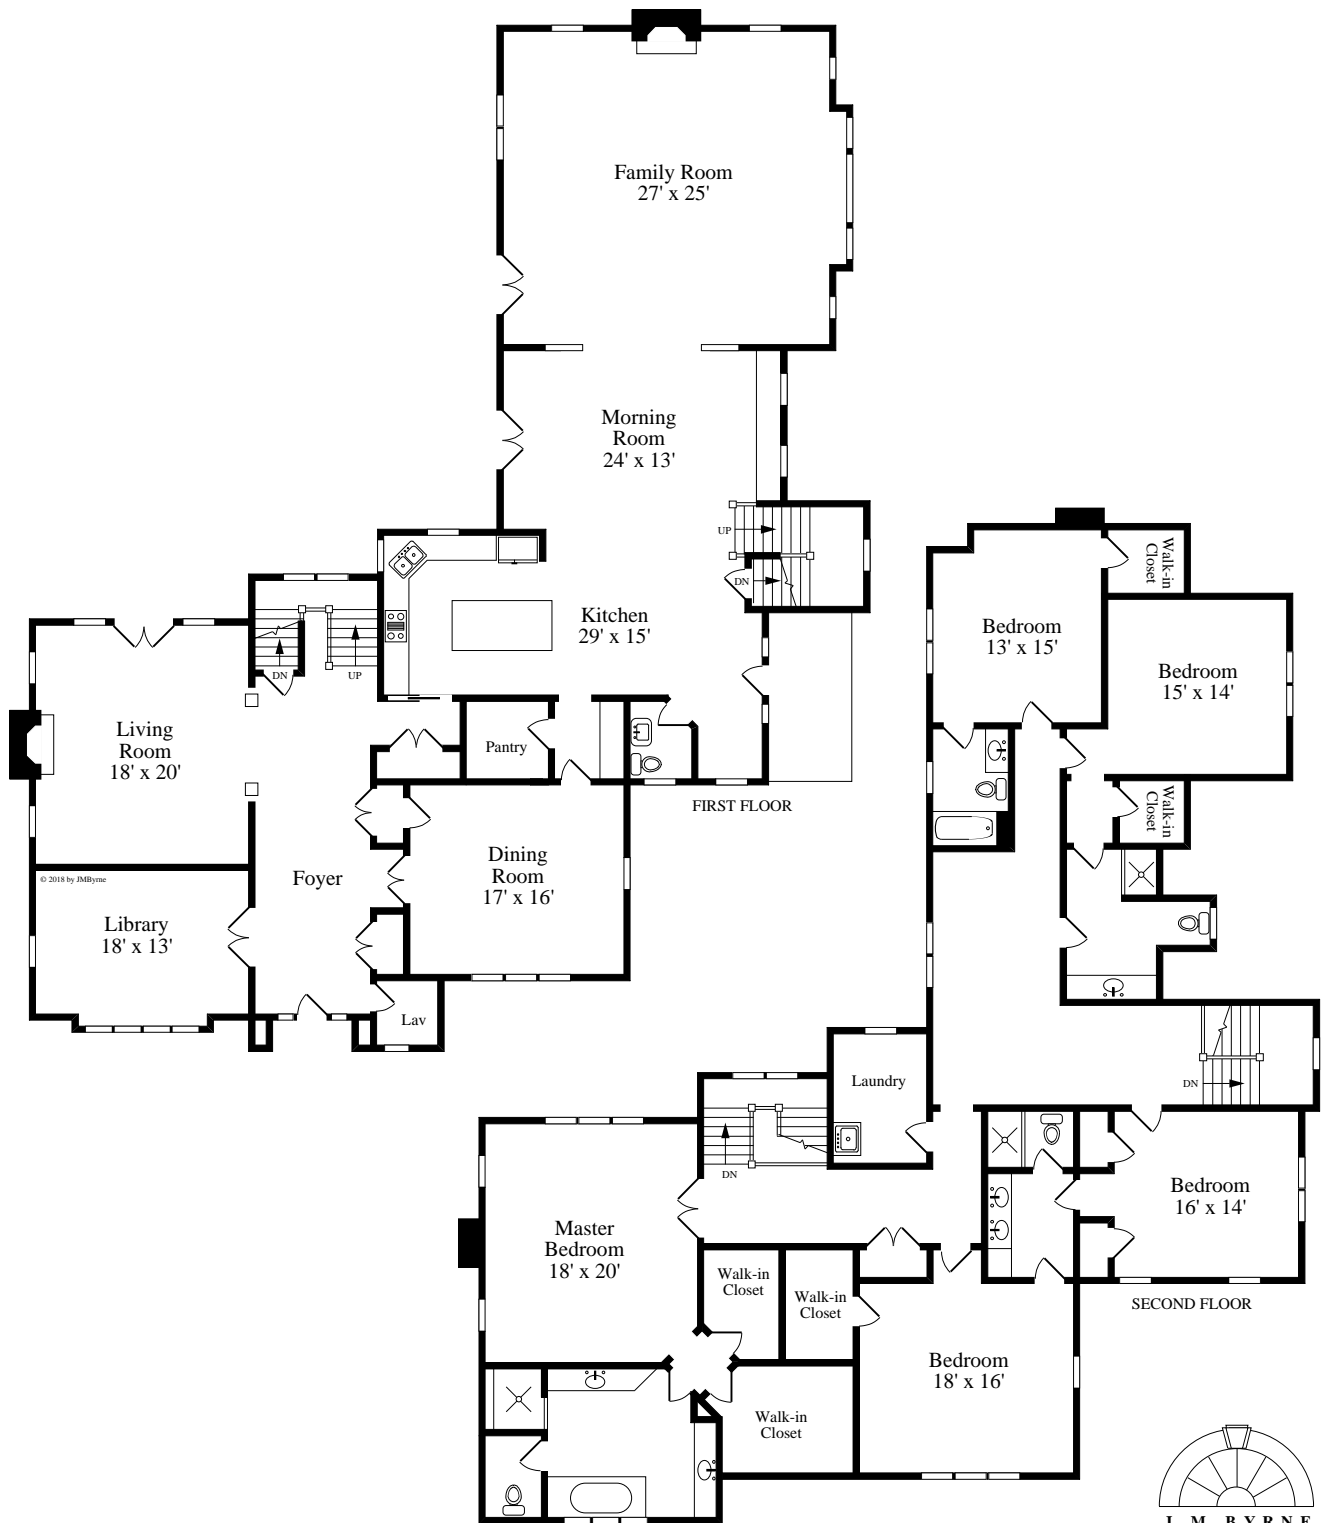 Family Room
27' x 25'
Morning
Room
24' x 13'
UP
DN
Kitchen
29' x 15'
DN
UP
Living
Room
18' x 20'
Pantry
FIRST FLOOR
Dining
Room
17' x 16'
Foyer
© 2018 by JMByrne
Library
18' x 13'
Lav
Walk-in
Closet
Bedroom
13' x 15'
Bedroom
15' x 14'
Walk-in
Closet
DN
Laundry
DN
Bedroom
16' x 14'
Master
Bedroom
18' x 20'
Walk-in
Closet
Walk-in
Closet
SECOND FLOOR
Bedroom
18' x 16'
Walk-in
Closet
J. M. BYRNE